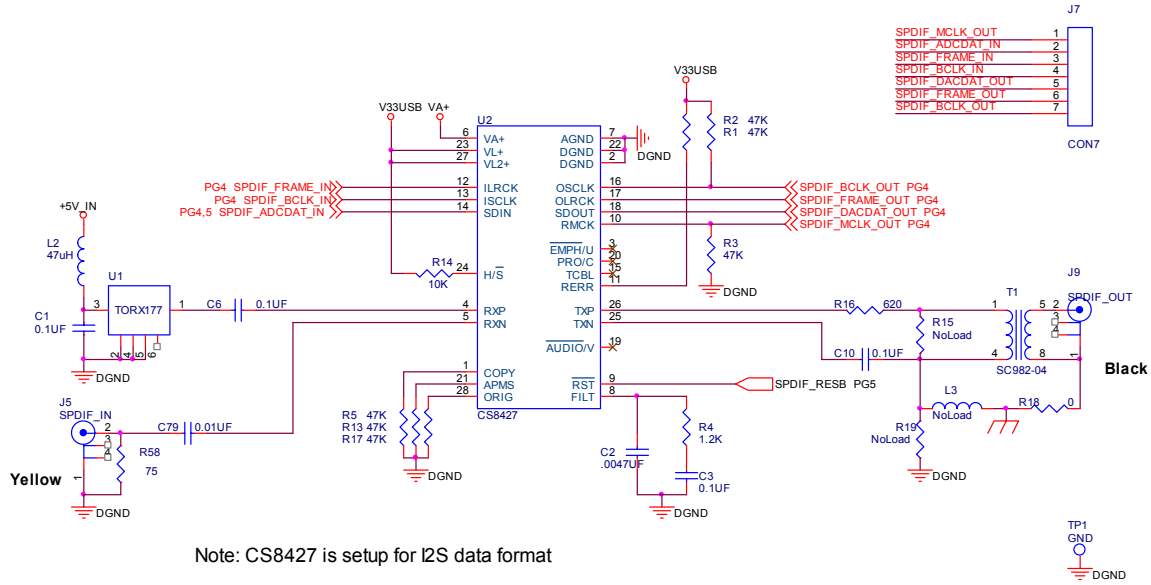 J7
SPDIF_MCLK_OUT 1
SPDIF_ADCDAT_IN 2
SPDIF_FRAME_IN 3
SPDIF_BCLK_IN 4
SPDIF_DACDAT_OUT 5
SPDIF_FRAME_OUT 6
SPDIF_BCLK_OUT 7
CON7
V33USB
V33USB VA+
U2
R2 47K
R1 47K
6 VA+
23 VL+
27 VL2+
AGND 7
DGND 22
DGND 2
DGND
PG4 SPDIF_FRAME_IN 12 ILRCK
PG4 SPDIF_BCLK_IN 13 ISCLK
PG4,5 SPDIF_ADCDAT_IN 14 SDIN
OSCLK 16 SPDIF_BCLK_OUT PG4
OLRCK 17 SPDIF_FRAME_OUT PG4
SDOUT 18 SPDIF_DACDAT_OUT PG4
RMCK 10 SPDIF_MCLK_OUT PG4
+5V_IN
L2
47uH
R3
47K
DGND
EMPH/U 3
PRO/C 20
TCBL 15
RERR 11
R14
10K
24 H/S
U1
TORX177
3
1
2
4
5
6
C1
0.1UF
DGND
C6 0.1UF
4 RXP
5 RXN
TXP 26
TXN 25
R16 620
R15
NoLoad
C10 0.1UF
T1
1
4
5
8
SC982-04
J9
SPDIF_OUT
2
3
4
1
Black
AUDIO/V 19
1 COPY
21 APMS
28 ORIG
CS8427
RST 9
FILT 8
SPDIF_RESB PG5
L3
NoLoad
R18 0
R19
NoLoad
DGND
J5
SPDIF_IN
2
3
4
1
C79 0.01UF
R58
75
Yellow
DGND
R5 47K
R13 47K
R17 47K
DGND
R4
1.2K
C2
.0047UF
C3
0.1UF
DGND
TP1
GND
DGND
Note: CS8427 is setup for I2S data format